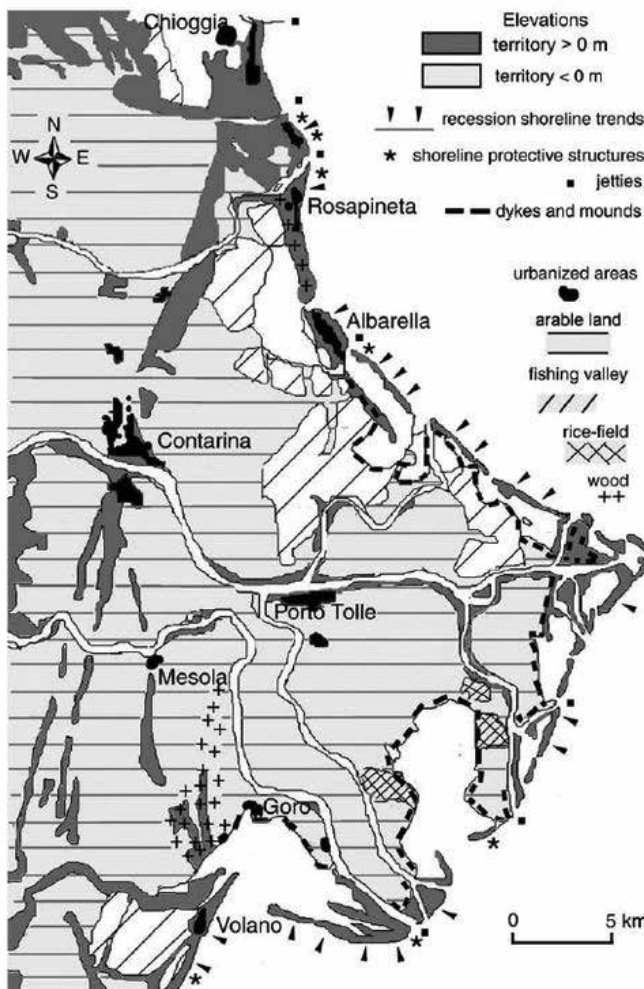 Chioggia
Elevations
territory > 0 m
territory < 0 m
recession shoreline trends
shoreline protective structures
jetties
dykes and mounds
N
W E
S
Rosapineta
urbanized areas
Albarella
arable land
fishing valley
Contarina
rice-field
wood
Porto Tolle
Mesola
Goro
Volano
0 5 km